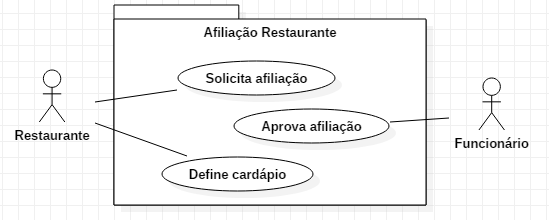 Afiliação Restaurante
Solicita afiliação
Aprova afiliação
Restaurante
Funcionário
Define cardápio